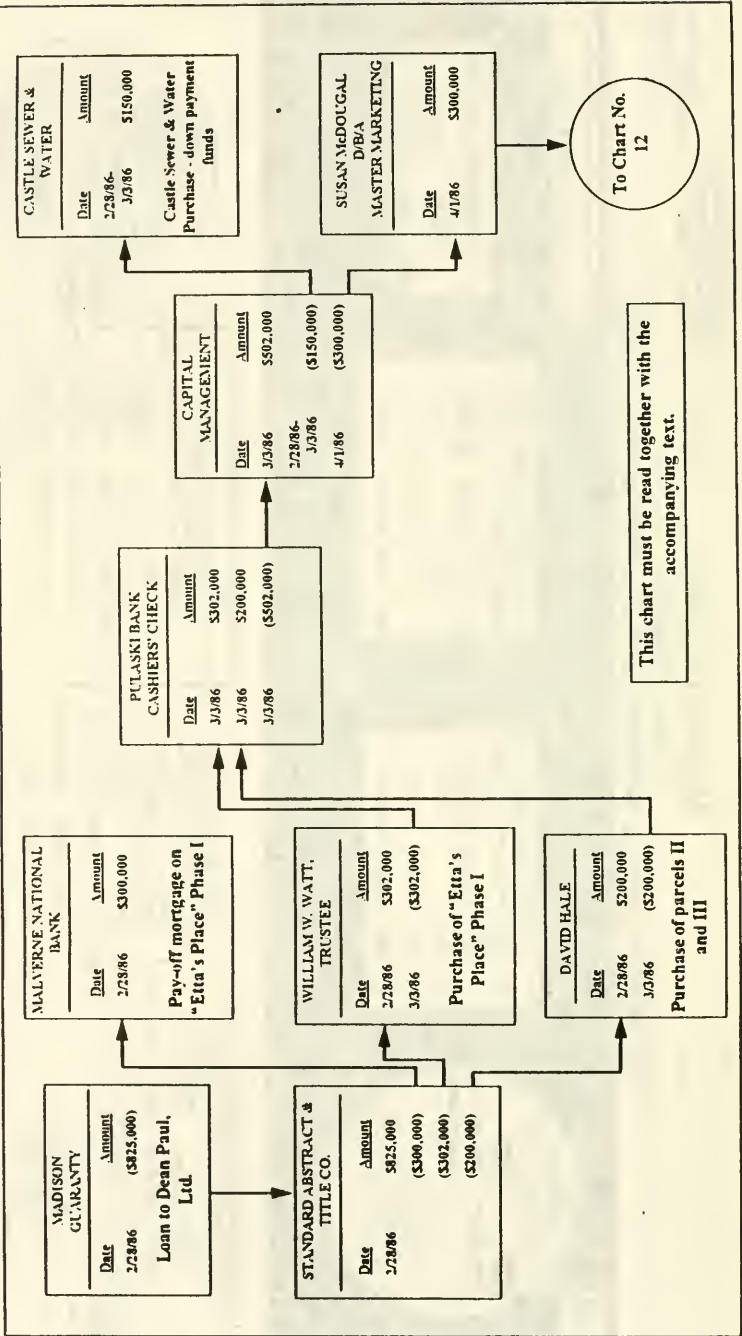 MADISON
GUARANTY
Date Amount
2/28/86 ($825,000)
Loan to Dean Paul,
Ltd.
STANDARD ABSTRACT &
TITLE CO.
Date Amount
2/28/86 $825,000
($300,000)
($302,000)
($200,000)
MALVERNE NATIONAL
BANK
Date Amount
2/28/86 $300,000
Pay-off mortgage on
"Etta's Place" Phase I
WILLIAM W. WATT,
TRUSTEE
Date Amount
2/28/86 $302,000
3/3/86 ($302,000)
Purchase of "Etta's
Place" Phase I
DAVID HALE
Date Amount
2/28/86 $200,000
3/3/86 ($200,000)
Purchase of parcels II
and III
PULASKI BANK
CASHIERS' CHECK
Date Amount
3/3/86 $302,000
3/3/86 $200,000
3/3/86 ($502,000)
CAPITAL
MANAGEMENT
Date Amount
3/3/86 $502,000
2/28/86-
3/3/86 ($150,000)
4/1/86 ($300,000)
CASTLE SEWER &
WATER
Date Amount
2/28/86-
3/3/86 $150,000
Castle Sewer & Water
Purchase - down payment
funds
SUSAN McDOUGAL
D/B/A
MASTER MARKETING
Date Amount
4/1/86 $300,000
To Chart No.
12
This chart must be read together with the
accompanying text.